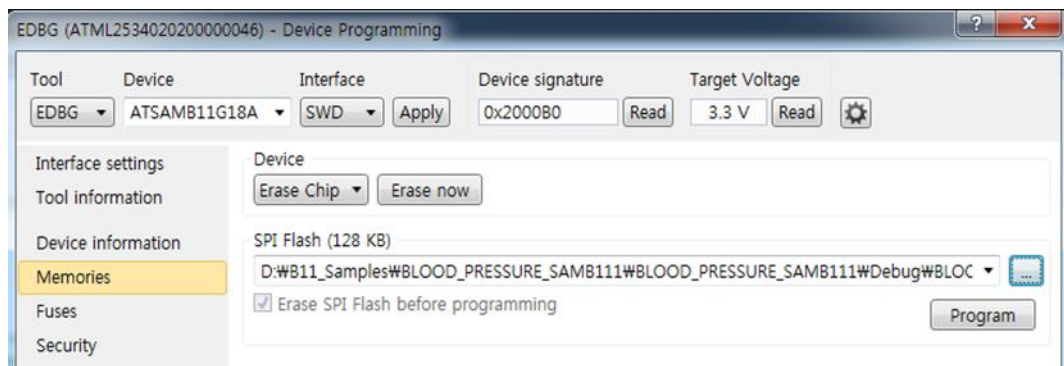 EDBG (ATML2534020200000046) - Device Programming
? x
Tool Device Interface Device signature Target Voltage
EDBG ATSAMB11G18A SWD Apply 0x2000B0 Read 3.3 V Read
Interface settings
Tool information
Device information
Memories
Fuses
Security
Device
Erase Chip Erase now
SPI Flash (128 KB)
D:₩B11_Samples₩BLOOD_PRESSURE_SAMB111₩BLOOD_PRESSURE_SAMB111₩Debug₩BLOC ...
Erase SPI Flash before programming
Program